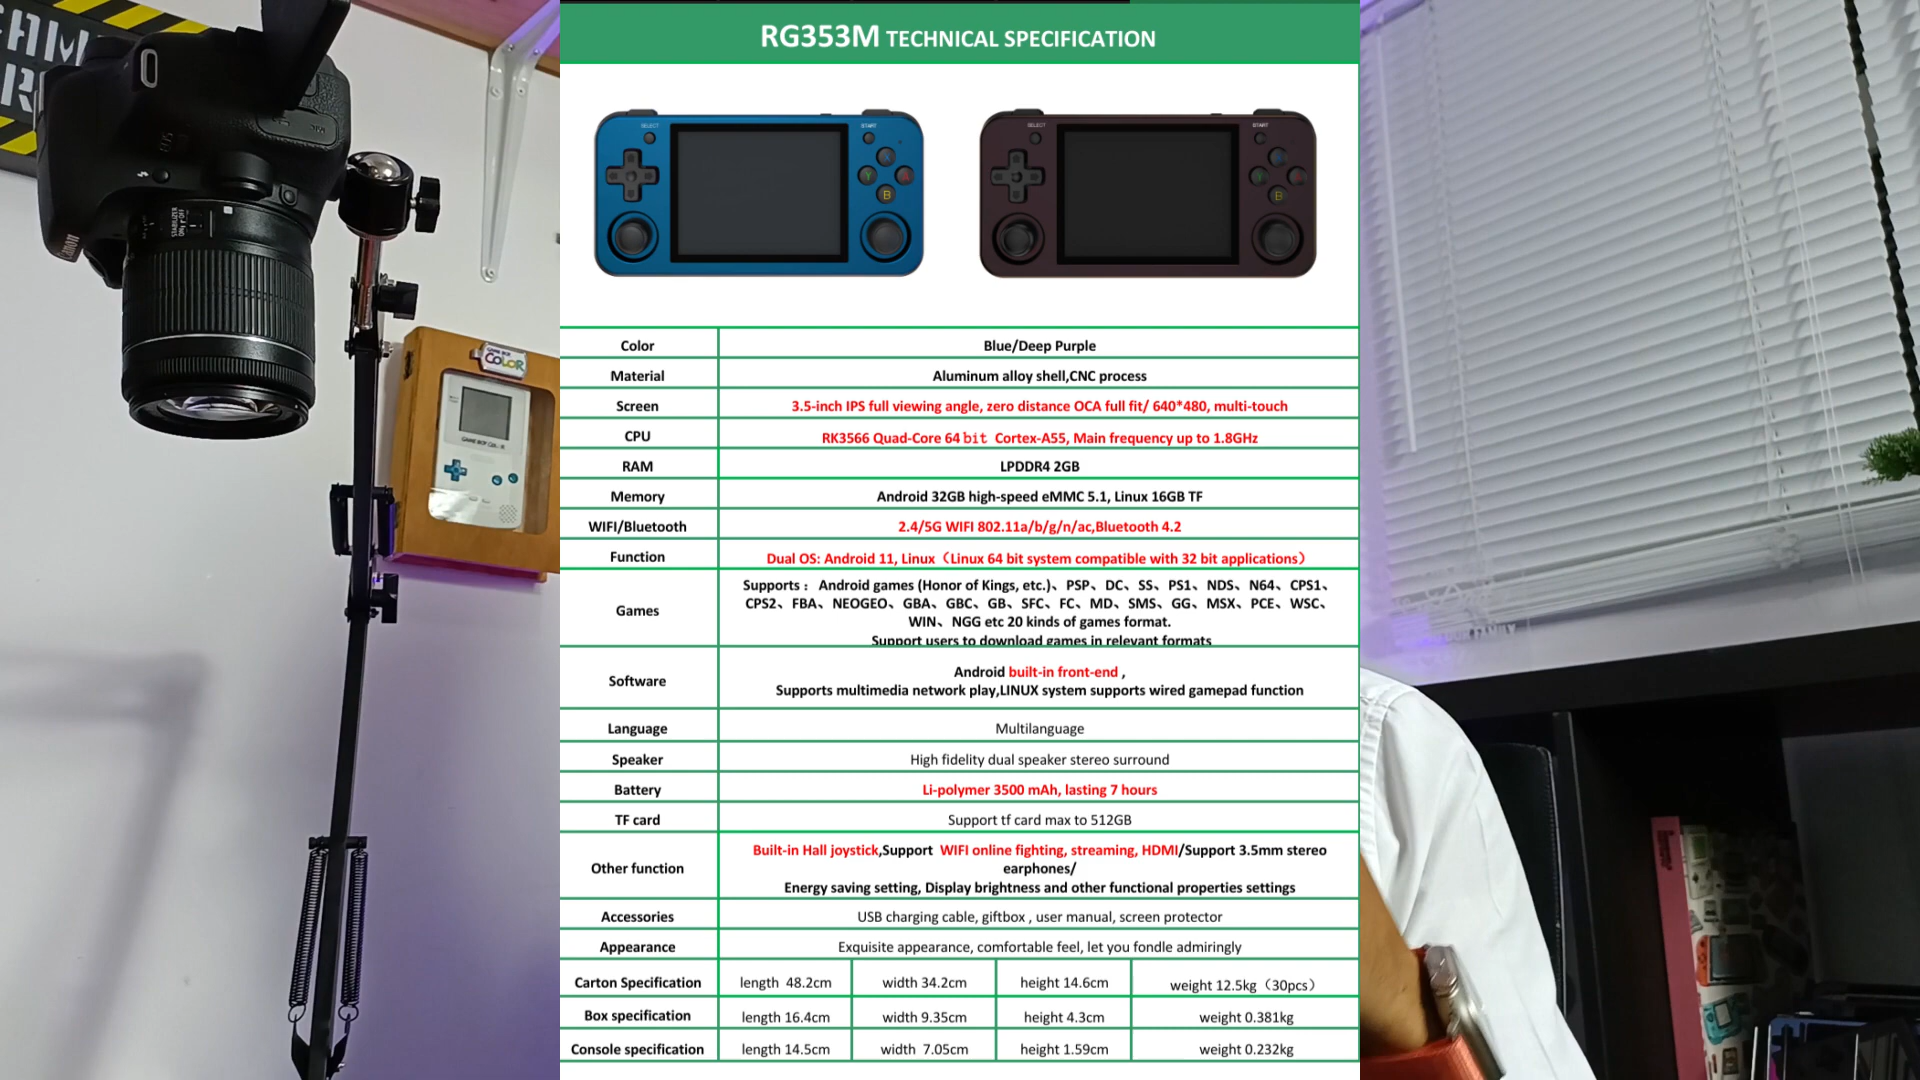 RG353M TECHNICAL SPECIFICATION
SELECT
START
X
Y
A
B
SELECT
START
X
Y
A
B
Color Blue/Deep Purple
Material Aluminum alloy shell,CNC process
Screen 3.5-inch IPS full viewing angle, zero distance OCA full fit/ 640*480, multi-touch
CPU RK3566 Quad-Core 64 bit Cortex-A55, Main frequency up to 1.8GHz
RAM LPDDR4 2GB
Memory Android 32GB high-speed eMMC 5.1, Linux 16GB TF
WIFI/Bluetooth 2.4/5G WIFI 802.11a/b/g/n/ac,Bluetooth 4.2
Function Dual OS: Android 11, Linux（Linux 64 bit system compatible with 32 bit applications）
Games Supports： Android games (Honor of Kings, etc.)、PSP、DC、SS、PS1、NDS、N64、CPS1、
CPS2、FBA、NEOGEO、GBA、GBC、GB、SFC、FC、MD、SMS、GG、MSX、PCE、WSC、
WIN、NGG etc 20 kinds of games format.
Support users to download games in relevant formats
Software Android built-in front-end ,
Supports multimedia network play,LINUX system supports wired gamepad function
Language Multilanguage
Speaker High fidelity dual speaker stereo surround
Battery Li-polymer 3500 mAh, lasting 7 hours
TF card Support tf card max to 512GB
Other function Built-in Hall joystick,Support WIFI online fighting, streaming, HDMI/Support 3.5mm stereo
earphones/
Energy saving setting, Display brightness and other functional properties settings
Accessories USB charging cable, giftbox , user manual, screen protector
Appearance Exquisite appearance, comfortable feel, let you fondle admiringly
Carton Specification length 48.2cm width 34.2cm height 14.6cm weight 12.5kg（30pcs）
Box specification length 16.4cm width 9.35cm height 4.3cm weight 0.381kg
Console specification length 14.5cm width 7.05cm height 1.59cm weight 0.232kg
STABILIZER
ON OFF
Canon
GAME BOY
COLOR
GAME BOY COLOR
OUR FAMILY